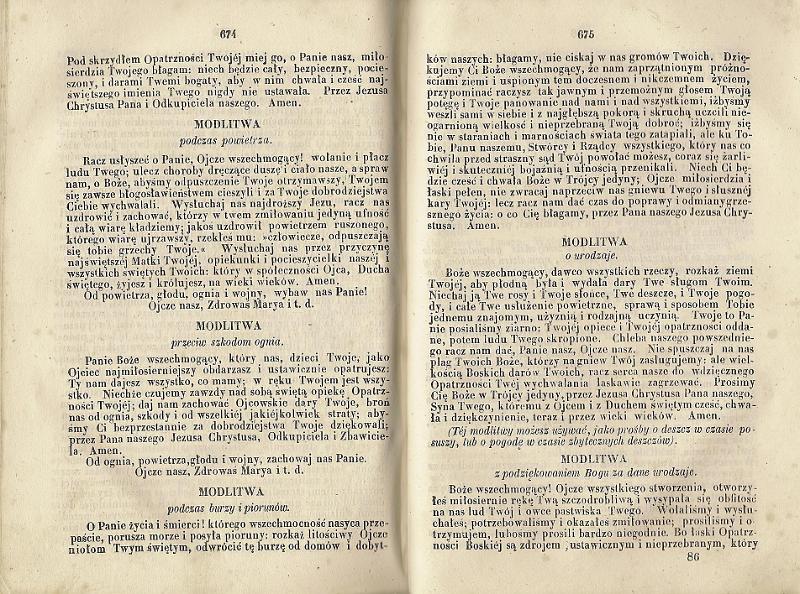 674
Pod skrzydłem Opatrzności Twojéj miej go, o Panie nasz, miło-
sierdzia Twojego błagam: niech będzie cały, bezpieczny, pocie-
szony, i darami Twemi bogaty, aby w nim chwała i cześć naj-
świętszego imienia Twego nigdy nie ustawała. Przez Jezusa
Chrystusa Pana i Odkupiciela naszego. Amen.
MODLITWA
podczas powietrza.
Racz usłyszeć o Panie, Ojcze wszechmogący! wołanie i płacz
ludu Twego; ulecz choroby dręczące duszę i ciało nasze, a spraw
nam, o Boże, abyśmy odpuszczenie Twoje otrzymawszy, Twojem
się zawsze błogosławieństwem cieszyli i za Twoje dobrodziejstwa
Ciebie wychwalali. Wysłuchaj nas najdroższy Jezu, racz nas
uzdrowić i zachować, którzy w twem zmiłowaniu jedyną ufność
i całą wiarę kładziemy; jakoś uzdrowił powietrzem ruszonego,
którego wiarę ujrzawszy, rzekłeś mu: »człowiecze, odpuszczają
się tobie grzechy Twoje.« Wysłuchaj nas przez przyczynę
najświętszej Matki Twojéj, opiekunki i pocieszycielki naszéj i
wszystkich świętych Twoich: który w społeczności Ojca, Ducha
świętego, żyjesz i królujesz, na wieki wieków. Amen.
Od powietrza, głodu, ognia i wojny, wybaw nas Panie!
Ojcze nasz, Zdrowaś Marya i t. d.
MODLITWA
przeciw szkodom ognia.
Panie Boże wszechmogący, który nas, dzieci Twoje, jako
Ojciec najmiłosierniejszy obdarzasz i ustawicznie opatrujesz:
Ty nam dajesz wszystko, co mamy; w ręku Twojem jest wszy-
stko. Niechże czujemy zawżdy nad sobą świętą opiekę Opatrz-
ności Twojéj; daj nam zachować Ojcowskie dary Twoje, broń
nas od ognia, szkody i od wszelkiéj jakiéjkolwiek straty; aby-
śmy Ci bezprzestannie za dobrodziejstwa Twoje dziękowali;
przez Pana naszego Jezusa Chrystusa, Odkupiciela i Zbawicie-
la. Amen.
Od ognia, powietrza, głodu i wojny, zachowaj nas Panie.
Ojcze nasz, Zdrowaś Marya i t. d.
MODLITWA
podczas burzy i piorunów.
O Panie życia i śmierci! którego wszechmocność nasyca prze-
paście, porusza morze i posyła pioruny: rozkaż litościwy Ojcze
aniołom Twym świętym, odwrócić tę burzę od domów i dobyt-
675
ków naszych: błagamy, nie ciskaj w nas gromów Twoich. Dzię-
kujemy Ci Boże wszechmogący, że nam zaprzątnionym próżno-
ściami ziemi i uśpionym tem doczesnem i nikczemnem życiem,
przypominać raczysz tak jawnym i przemożnym głosem Twoją
potęgę i Twoje panowanie nad nami i nad wszystkiemi, iżbyśmy
weszli sami w siebie i z najgłębszą pokorą i skruchą uczcili nie-
ogarnioną wielkość i nieprzebraną Twoją dobroć; iżbyśmy się
nie w staraniach i marnościach świata tego zatapiali, ale ku To-
bie, Panu naszemu, Stwórcy i Rządcy wszystkiego, który nas co
chwila przed straszny sąd Twój powołać możesz, coraz się żarli-
wiéj i skuteczniéj bojaźnią i ufnością przenikali. Niech Ci bę-
dzie cześć i chwała Boże w Trójcy jedyny; Ojcze miłosierdzia i
łaski pełen, nie zwracaj naprzeciw nas gniewu Twego i słusznéj
kary Twojéj: lecz racz nam dać czas do poprawy i odmiany grze-
sznego życia: o co Cię błagamy, przez Pana naszego Jezusa Chry-
stusa. Amen.
MODLITWA
o urodzaje.
Boże wszechmogący, dawco wszystkich rzeczy, rozkaż ziemi
Twojéj, aby płodną była i wydała dary Twe sługom Twoim.
Niechaj ją Twe rosy i Twoje słońce, Twe deszcze, i Twoje pogo-
dy, i całe Twe usłużenie powietrzne, sprawą i sposobem Tobie
jednemu znajomym, użyźnią i rodzajną uczynią. Twoje to Pa-
nie posialiśmy ziarno: Twojéj opiece i Twojéj opatrzności odda-
ne, potem ludu Twego skropione. Chleba naszego powszednie-
go racz nam dać, Panie nasz, Ojcze nasz. Nie spuszczaj na nas
plag Twoich Boże, którzy na gniew Twój zasługujemy: ale wiel-
kością Boskich darów Twoich, racz serca nasze do wdzięcznego
Opatrzności Twéj wychwalania łaskawie zagrzewać. Prosimy
Cię Boże w Trójcy jedyny, przez Jezusa Chrystusa Pana naszego,
Syna Twego, któremu z Ojcem i z Duchem świętym cześć, chwa-
ła i dziękczynienie, teraz i przez wieki wieków. Amen.
(Téj modlitwy możesz używać, jako prośby o deszcz w czasie po-
suszy, lub o pogodę w czasie zbytecznych deszczów).
MODLITWA
z podziękowaniem Bogu za dane urodzaje.
Boże wszechmogący! Ojcze wszystkiego stworzenia, otworzy-
łeś miłosiernie rękę Twą szczodrobliwą i wysypała się obfitość
na nas lud Twój i owce pastwiska Twego. Wołaliśmy i wysłu-
chałeś; potrzebowaliśmy i okazałeś zmiłowanie; prosiliśmy i o-
trzymujem, lubośmy prosili bardzo niegodnie. Bo łaski Opatrz-
ności Boskiéj są zdrojem ustawicznym i nieprzebranym, który
86